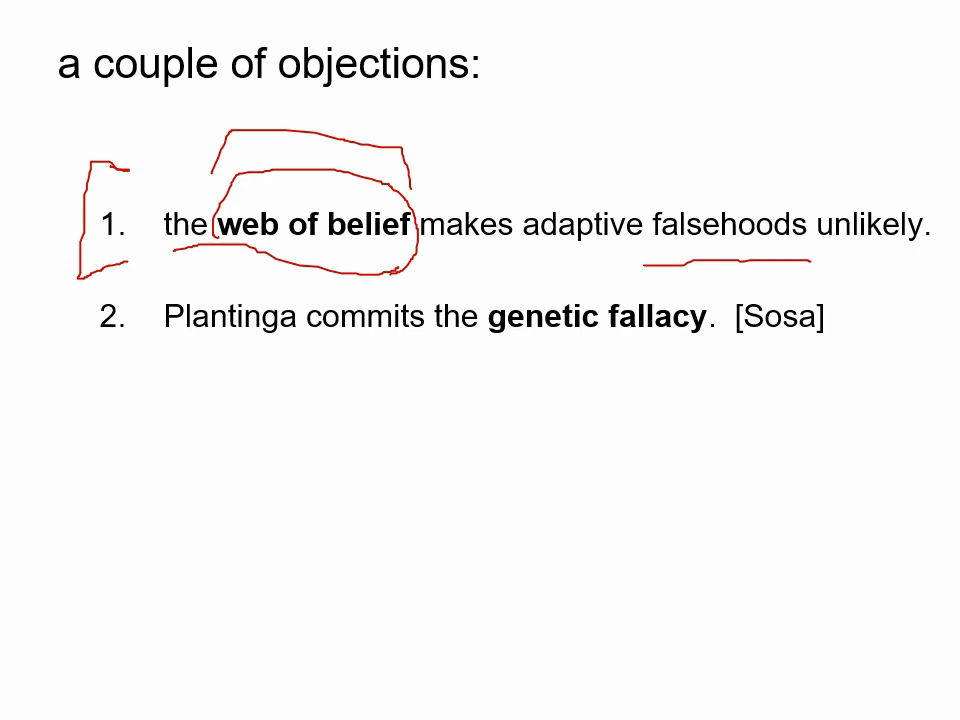 a couple of objections:
1. the web of belief makes adaptive falsehoods unlikely.
2. Plantinga commits the genetic fallacy. [Sosa]